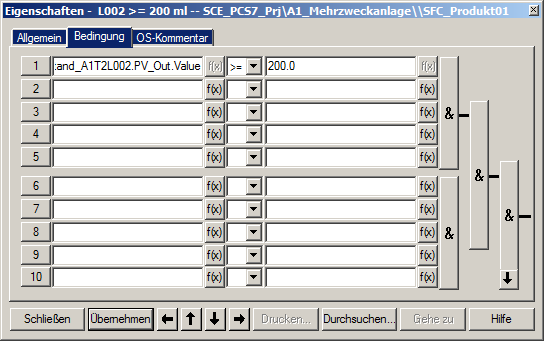 Eigenschaften - L002 >= 200 ml -- SCE_PCS7_Prj\A1_Mehrzweckanlage\\SFC_Produkt01
Allgemein Bedingung OS-Kommentar
1 :and_A1T2L002.PV_Out.Value f(x) >= 200.0 f(x)
2 f(x) f(x)
3 f(x) f(x) &
4 f(x) f(x)
5 f(x) f(x) &
6 f(x) f(x)
7 f(x) f(x) &
8 f(x) f(x) &
9 f(x) f(x)
10 f(x) f(x)
Schließen Übernehmen Drucken... Durchsuchen... Gehe zu Hilfe